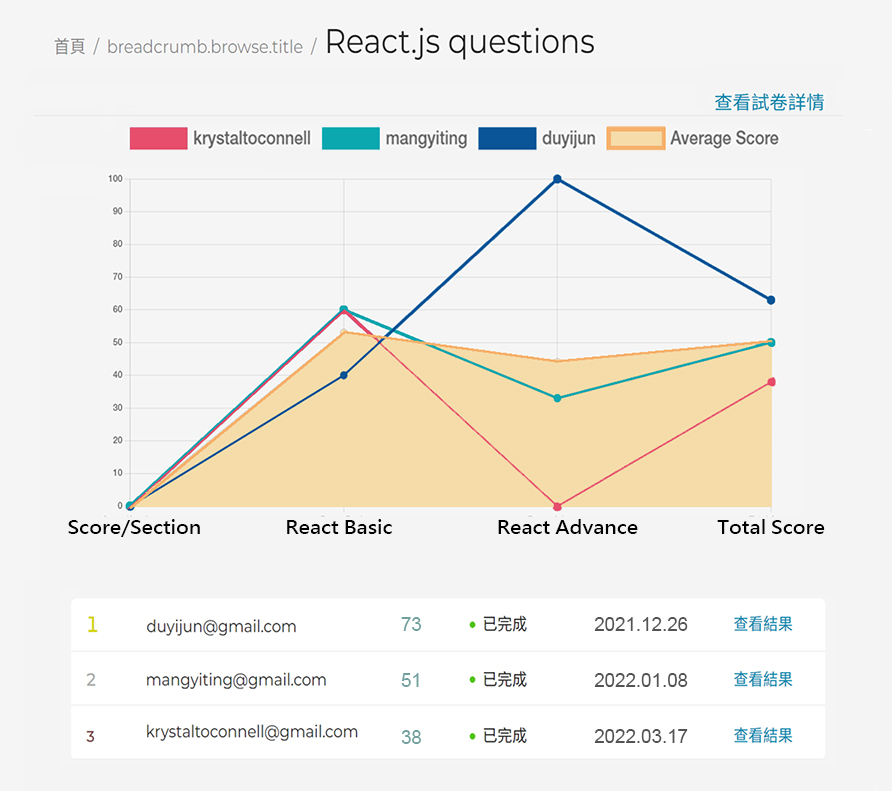 首頁 / breadcrumb.browse.title / React.js questions
查看試卷詳情
krystaltoconnell mangyiting duyijun Average Score
100
90
80
70
60
50
40
30
20
10
0
Score/Section React Basic React Advance Total Score
1 duyijun@gmail.com 73 已完成 2021.12.26 查看結果
2 mangyiting@gmail.com 51 已完成 2022.01.08 查看結果
3 krystaltoconnell@gmail.com 38 已完成 2022.03.17 查看結果